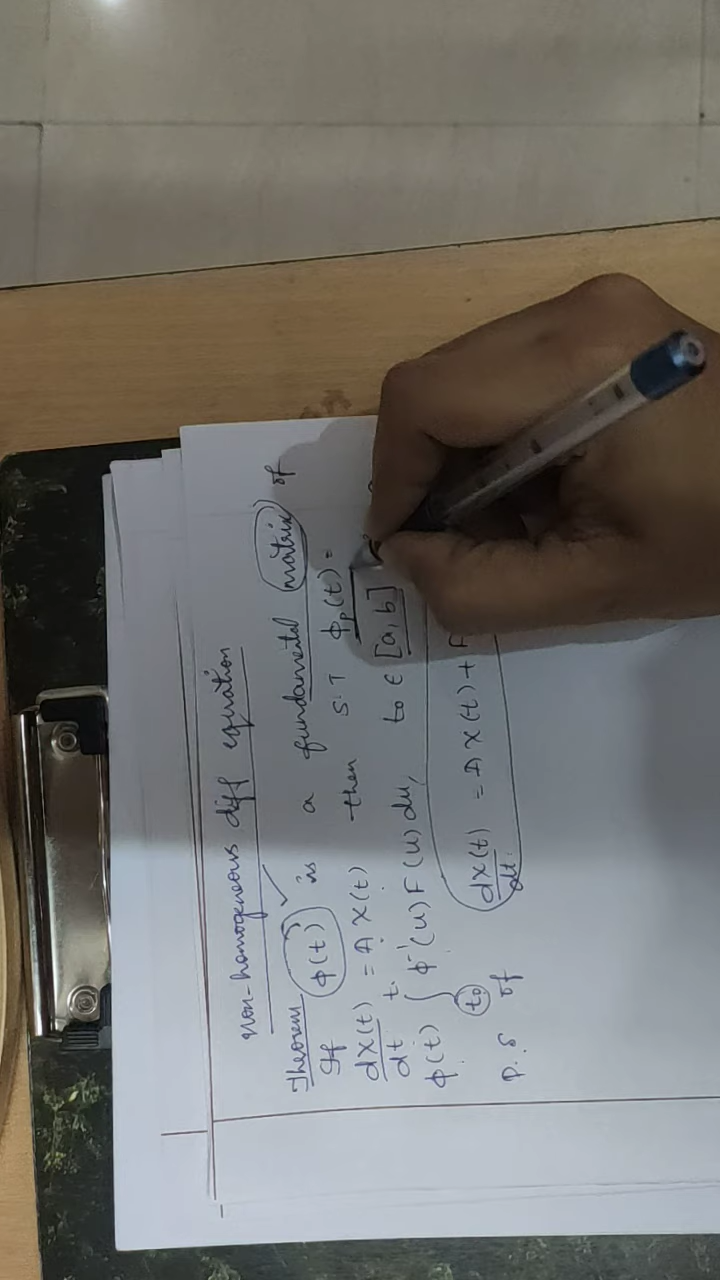 non-homogeneous diff equation
Theorem
If ϕ(t) is a fundamental matrix of
dX(t)/dt = A X(t) then S.T ϕp(t) =
ϕ(t) ∫_{t0}^{t} ϕ⁻¹(u) F(u) du, t0 ∈ [a, b]
P.S of dX(t)/dt = A X(t) + F